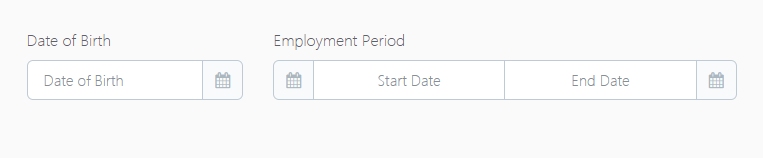 Date of Birth
Employment Period
Date of Birth
Start Date
End Date